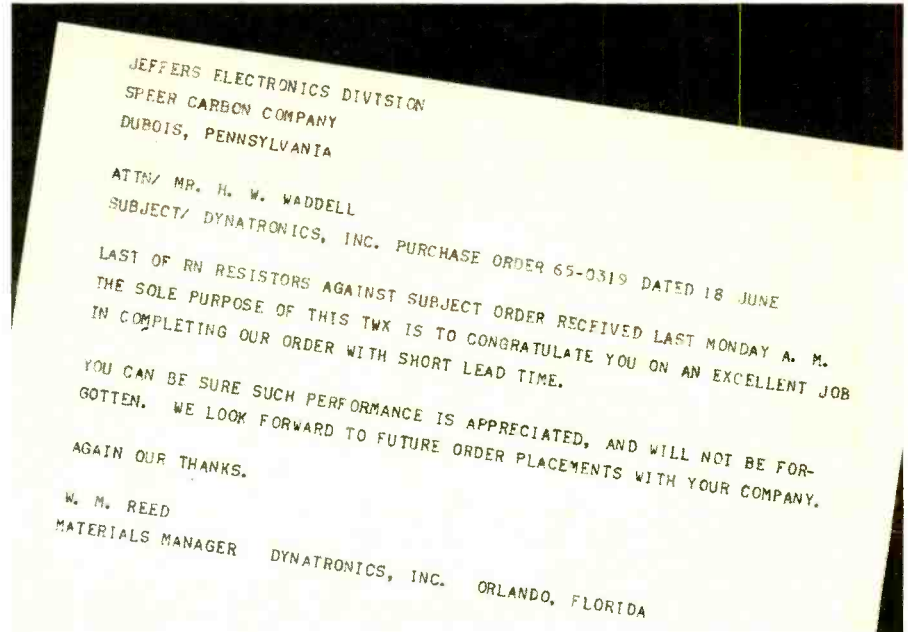 JEFFERS ELECTRONICS DIVISION
SPEER CARBON COMPANY
DUBOIS, PENNSYLVANIA
ATTN/ MR. H. W. WADDELL
SUBJECT/ DYNATRONICS, INC. PURCHASE ORDER 65-0319 DATED 18 JUNE
LAST OF RN RESISTORS AGAINST SUBJECT ORDER RECEIVED LAST MONDAY A. M.
THE SOLE PURPOSE OF THIS TWX IS TO CONGRATULATE YOU ON AN EXCELLENT JOB
IN COMPLETING OUR ORDER WITH SHORT LEAD TIME.
YOU CAN BE SURE SUCH PERFORMANCE IS APPRECIATED, AND WILL NOT BE FOR-
GOTTEN. WE LOOK FORWARD TO FUTURE ORDER PLACEMENTS WITH YOUR COMPANY.
AGAIN OUR THANKS.
W. M. REED
MATERIALS MANAGER DYNATRONICS, INC. ORLANDO, FLORIDA